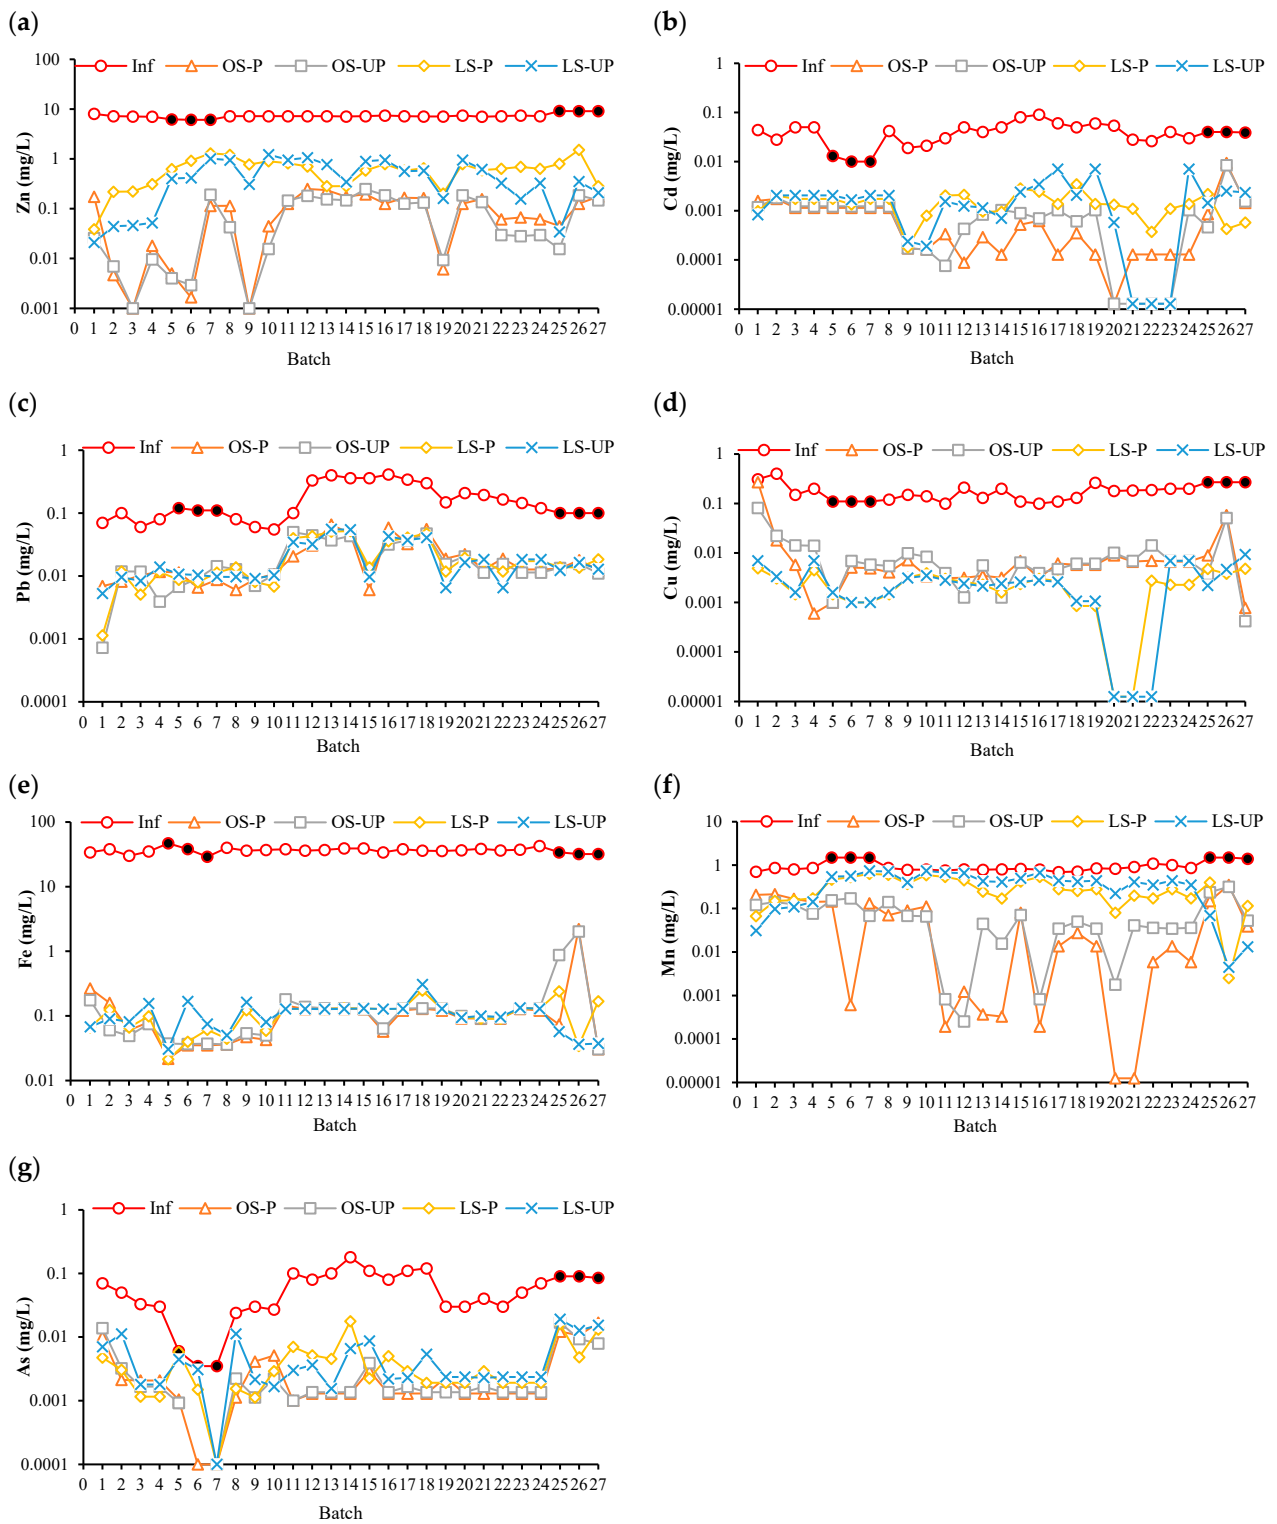 (a)
Inf OS-P OS-UP LS-P LS-UP
100
10
1
0.1
0.01
0.001
Zn (mg/L)
0 1 2 3 4 5 6 7 8 9 10 11 12 13 14 15 16 17 18 19 20 21 22 23 24 25 26 27
Batch
(b)
Inf OS-P OS-UP LS-P LS-UP
1
0.1
0.01
0.001
0.0001
0.00001
Cd (mg/L)
0 1 2 3 4 5 6 7 8 9 10 11 12 13 14 15 16 17 18 19 20 21 22 23 24 25 26 27
Batch
(c)
Inf OS-P OS-UP LS-P LS-UP
1
0.1
0.01
0.001
0.0001
Pb (mg/L)
0 1 2 3 4 5 6 7 8 9 10 11 12 13 14 15 16 17 18 19 20 21 22 23 24 25 26 27
Batch
(d)
Inf OS-P OS-UP LS-P LS-UP
1
0.1
0.01
0.001
0.0001
0.00001
Cu (mg/L)
0 1 2 3 4 5 6 7 8 9 10 11 12 13 14 15 16 17 18 19 20 21 22 23 24 25 26 27
Batch
(e)
Inf OS-P OS-UP LS-P LS-UP
100
10
1
0.1
0.01
Fe (mg/L)
0 1 2 3 4 5 6 7 8 9 10 11 12 13 14 15 16 17 18 19 20 21 22 23 24 25 26 27
Batch
(f)
Inf OS-P OS-UP LS-P LS-UP
10
1
0.1
0.01
0.001
0.0001
0.00001
Mn (mg/L)
0 1 2 3 4 5 6 7 8 9 10 11 12 13 14 15 16 17 18 19 20 21 22 23 24 25 26 27
Batch
(g)
Inf OS-P OS-UP LS-P LS-UP
1
0.1
0.01
0.001
0.0001
As (mg/L)
0 1 2 3 4 5 6 7 8 9 10 11 12 13 14 15 16 17 18 19 20 21 22 23 24 25 26 27
Batch